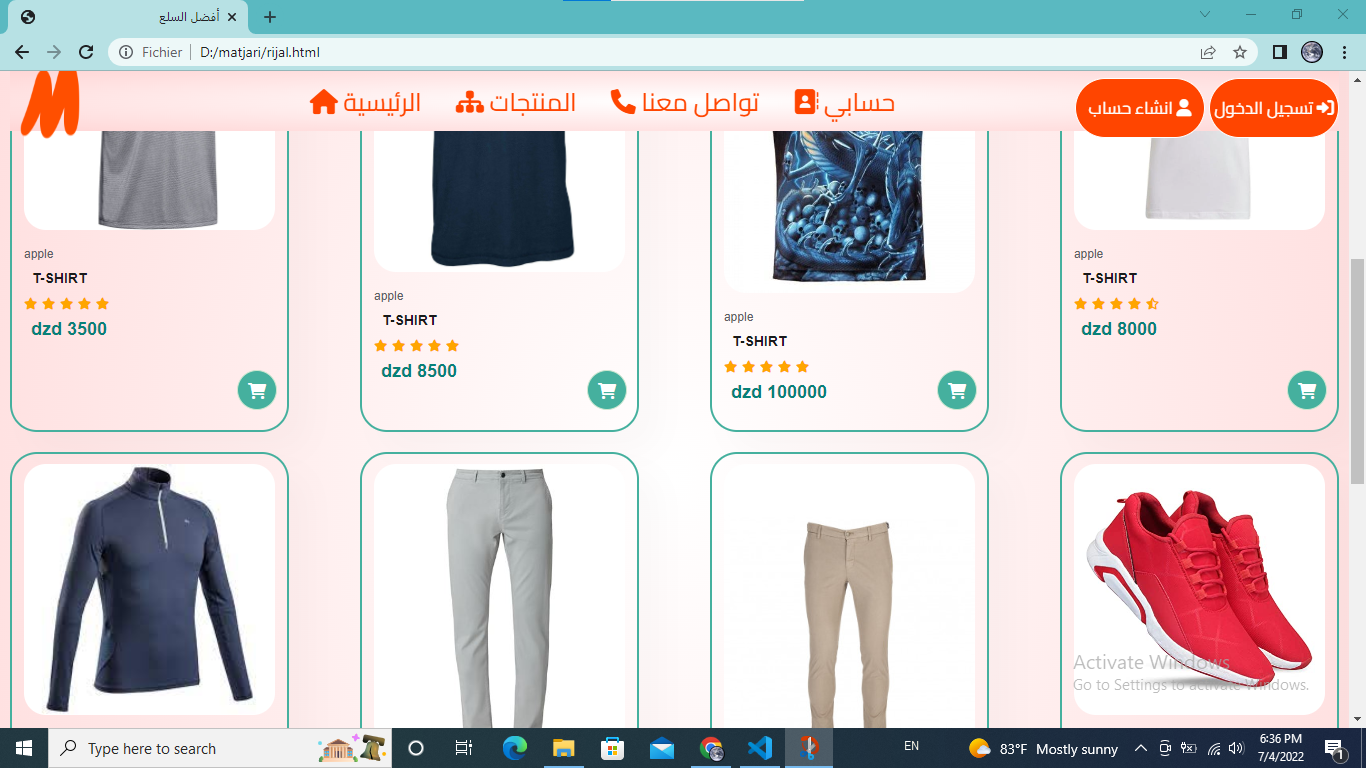 أفضل السلع
Fichier
D:/matjari/rijal.html
M
الرئيسية
المنتجات
تواصل معنا
حسابي
انشاء حساب
تسجيل الدخول
apple
T-SHIRT
dzd 3500
apple
T-SHIRT
dzd 8500
apple
T-SHIRT
dzd 100000
apple
T-SHIRT
dzd 8000
Activate Windows
Go to Settings to activate Windows.
Type here to search
EN
83°F Mostly sunny
6:36 PM
7/4/2022
1